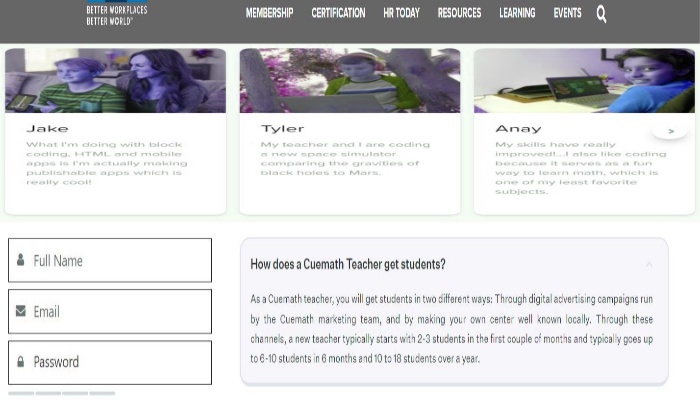 BETTER WORKPLACES
BETTER WORLD
MEMBERSHIP CERTIFICATION HR TODAY RESOURCES LEARNING EVENTS
Jake
What I'm doing with block
coding, HTML and mobile
apps is I'm actually making
publishable apps which is
really cool!
Tyler
My teacher and I are coding
a new space simulator
comparing the gravities of
black holes to Mars.
Anay
My skills have really
improved!...I also like coding
because it serves as a fun
way to learn math, which is
one of my least favorite
subjects.
>
Full Name
Email
Password
How does a Cuemath Teacher get students?
As a Cuemath teacher, you will get students in two different ways: Through digital advertising campaigns run
by the Cuemath marketing team, and by making your own center well known locally. Through these
channels, a new teacher typically starts with 2-3 students in the first couple of months and typically goes up
to 6-10 students in 6 months and 10 to 18 students over a year.